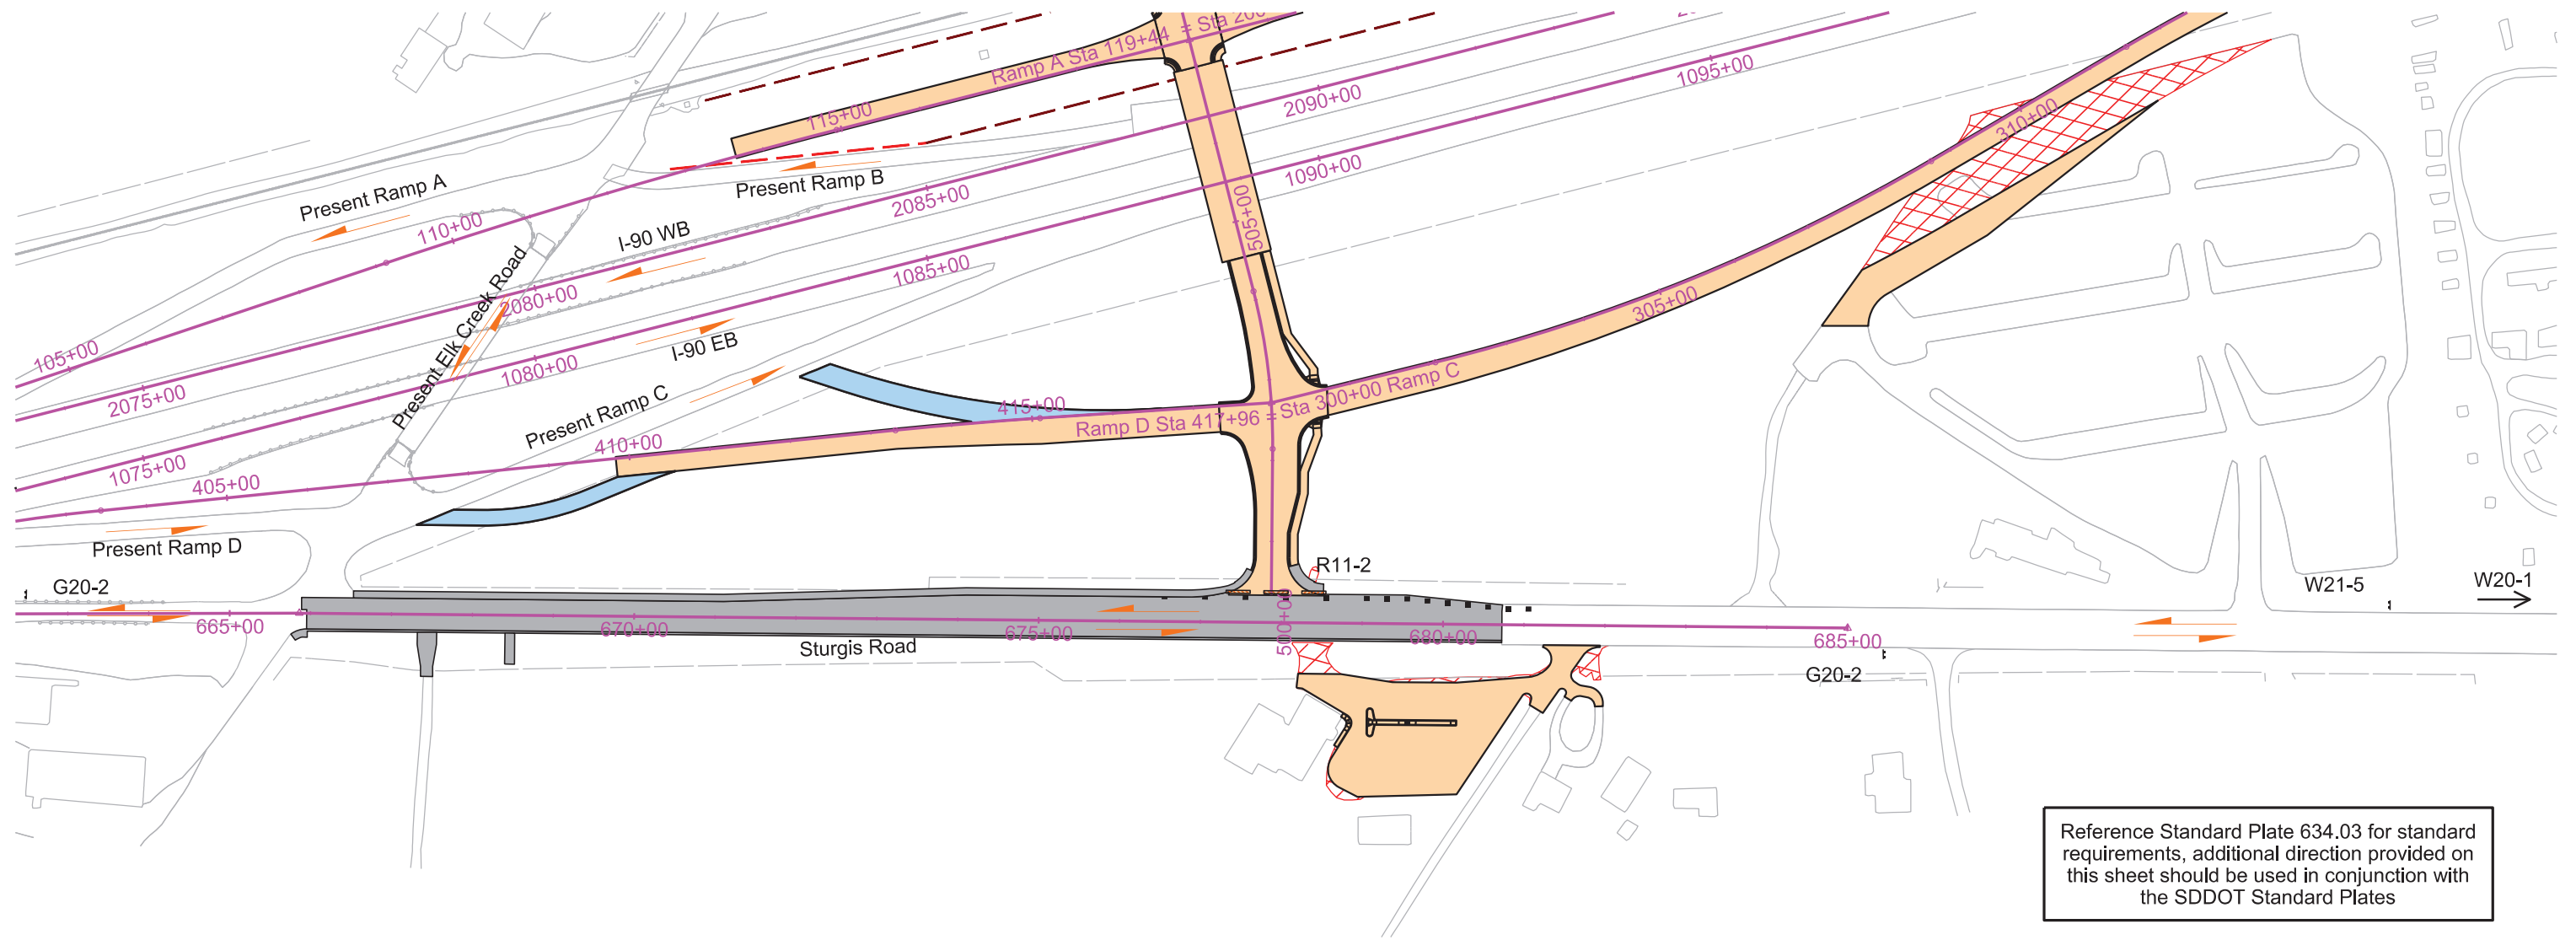 Ramp A Sta 119+44 = Sta 200
115+00
2090+00
1095+00
310+00
Present Ramp A
110+00
Present Ramp B
2085+00
1090+00
505+00
I-90 WB
2080+00
1085+00
305+00
Present Elk Creek Road
I-90 EB
105+00
2075+00
1080+00
Present Ramp C
415+00
Ramp D Sta 417+96 = Sta 300+00 Ramp C
410+00
1075+00
405+00
Present Ramp D
R11-2
G20-2
W21-5
W20-1
665+00
670+00
675+00
500+00
680+00
685+00
Sturgis Road
G20-2
Reference Standard Plate 634.03 for standard
requirements, additional direction provided on
this sheet should be used in conjunction with
the SDDOT Standard Plates